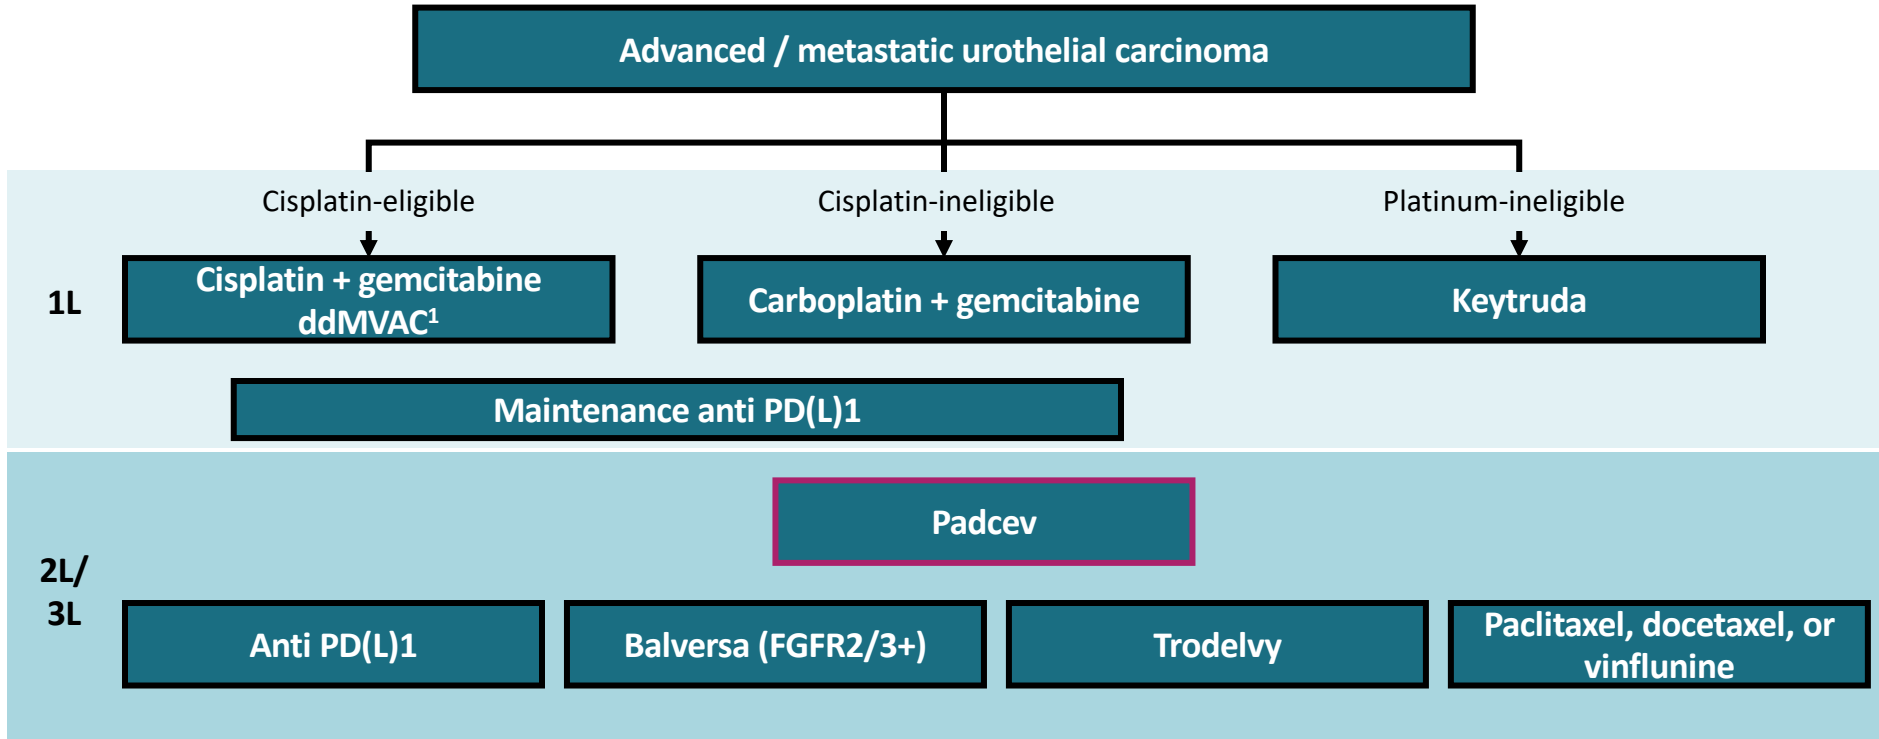 Advanced / metastatic urothelial carcinoma
Cisplatin-eligible
Cisplatin-ineligible
Platinum-ineligible
1L
Cisplatin + gemcitabine
ddMVAC¹
Carboplatin + gemcitabine
Keytruda
Maintenance anti PD(L)1
2L/
3L
Padcev
Anti PD(L)1
Balversa (FGFR2/3+)
Trodelvy
Paclitaxel, docetaxel, or
vinflunine